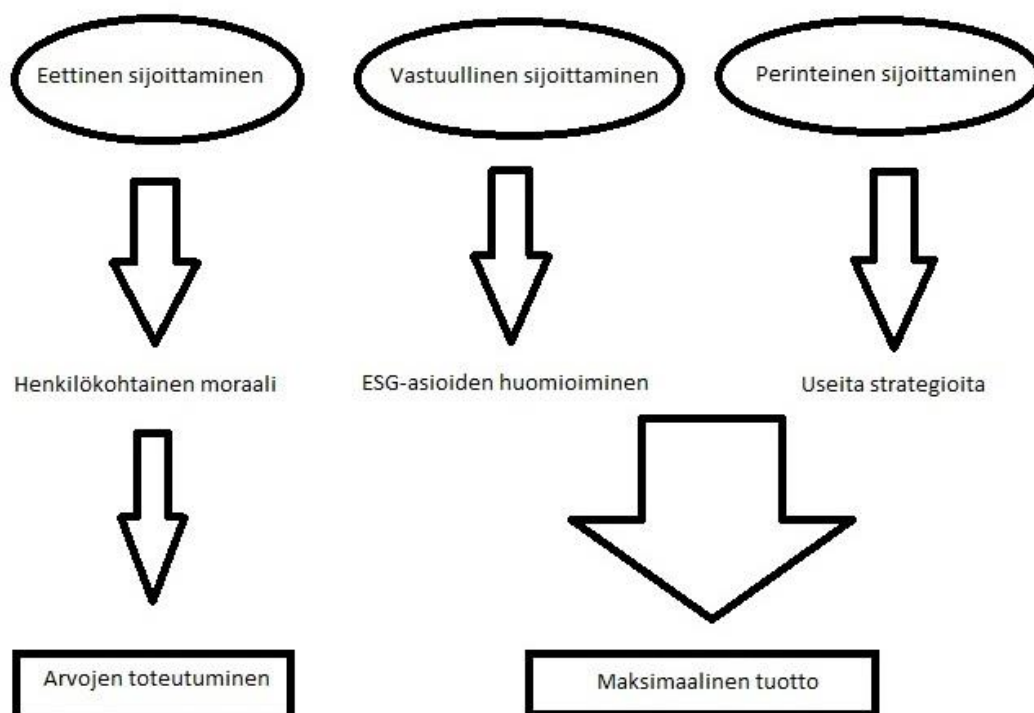 Eettinen sijoittaminen
Vastuullinen sijoittaminen
Perinteinen sijoittaminen
Henkilökohtainen moraali
ESG-asioiden huomioiminen
Useita strategioita
Arvojen toteutuminen
Maksimaalinen tuotto